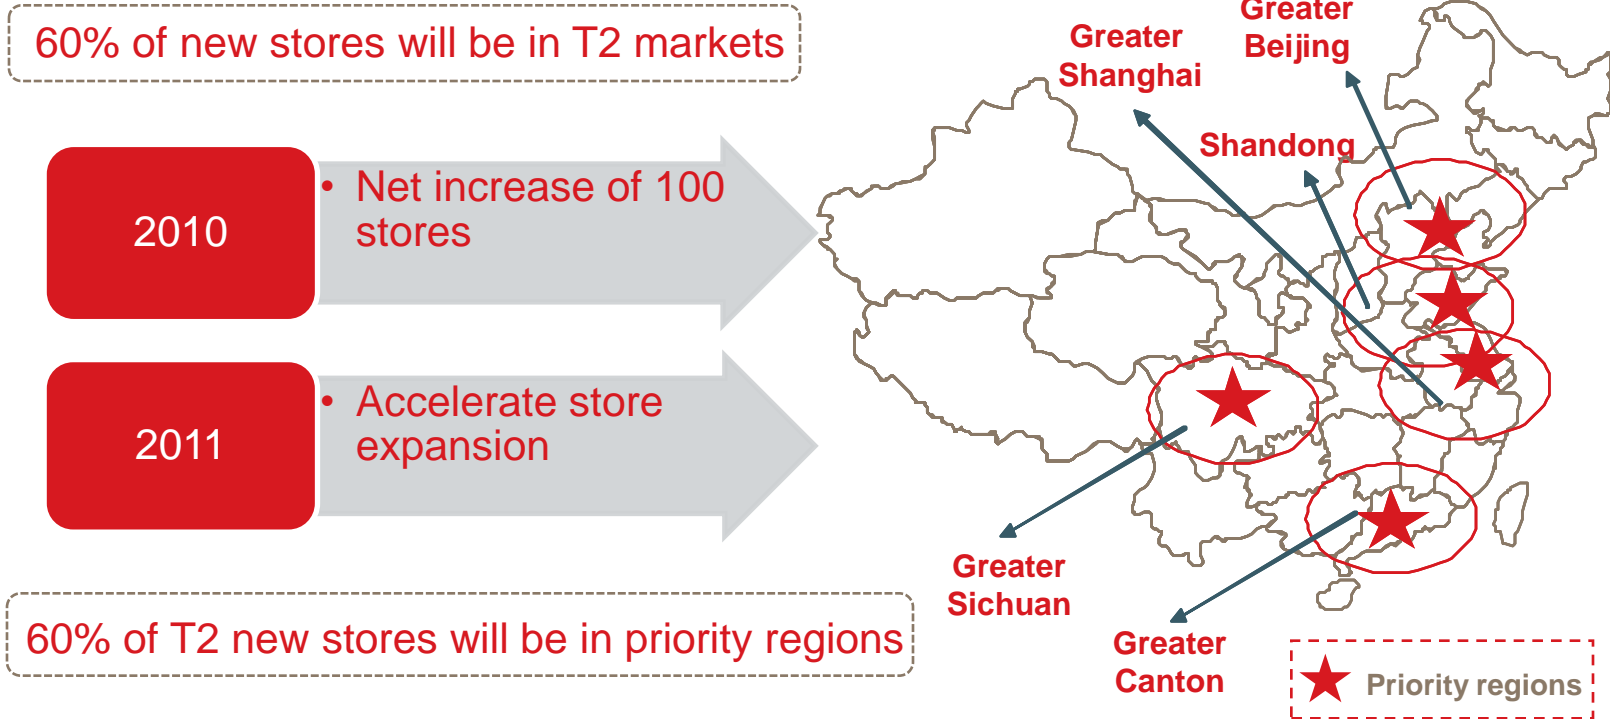 60% of new stores will be in T2 markets
2010
• Net increase of 100
stores
2011
• Accelerate store
expansion
60% of T2 new stores will be in priority regions
Greater
Shanghai
Greater
Beijing
Shandong
Greater
Sichuan
Greater
Canton
Priority regions